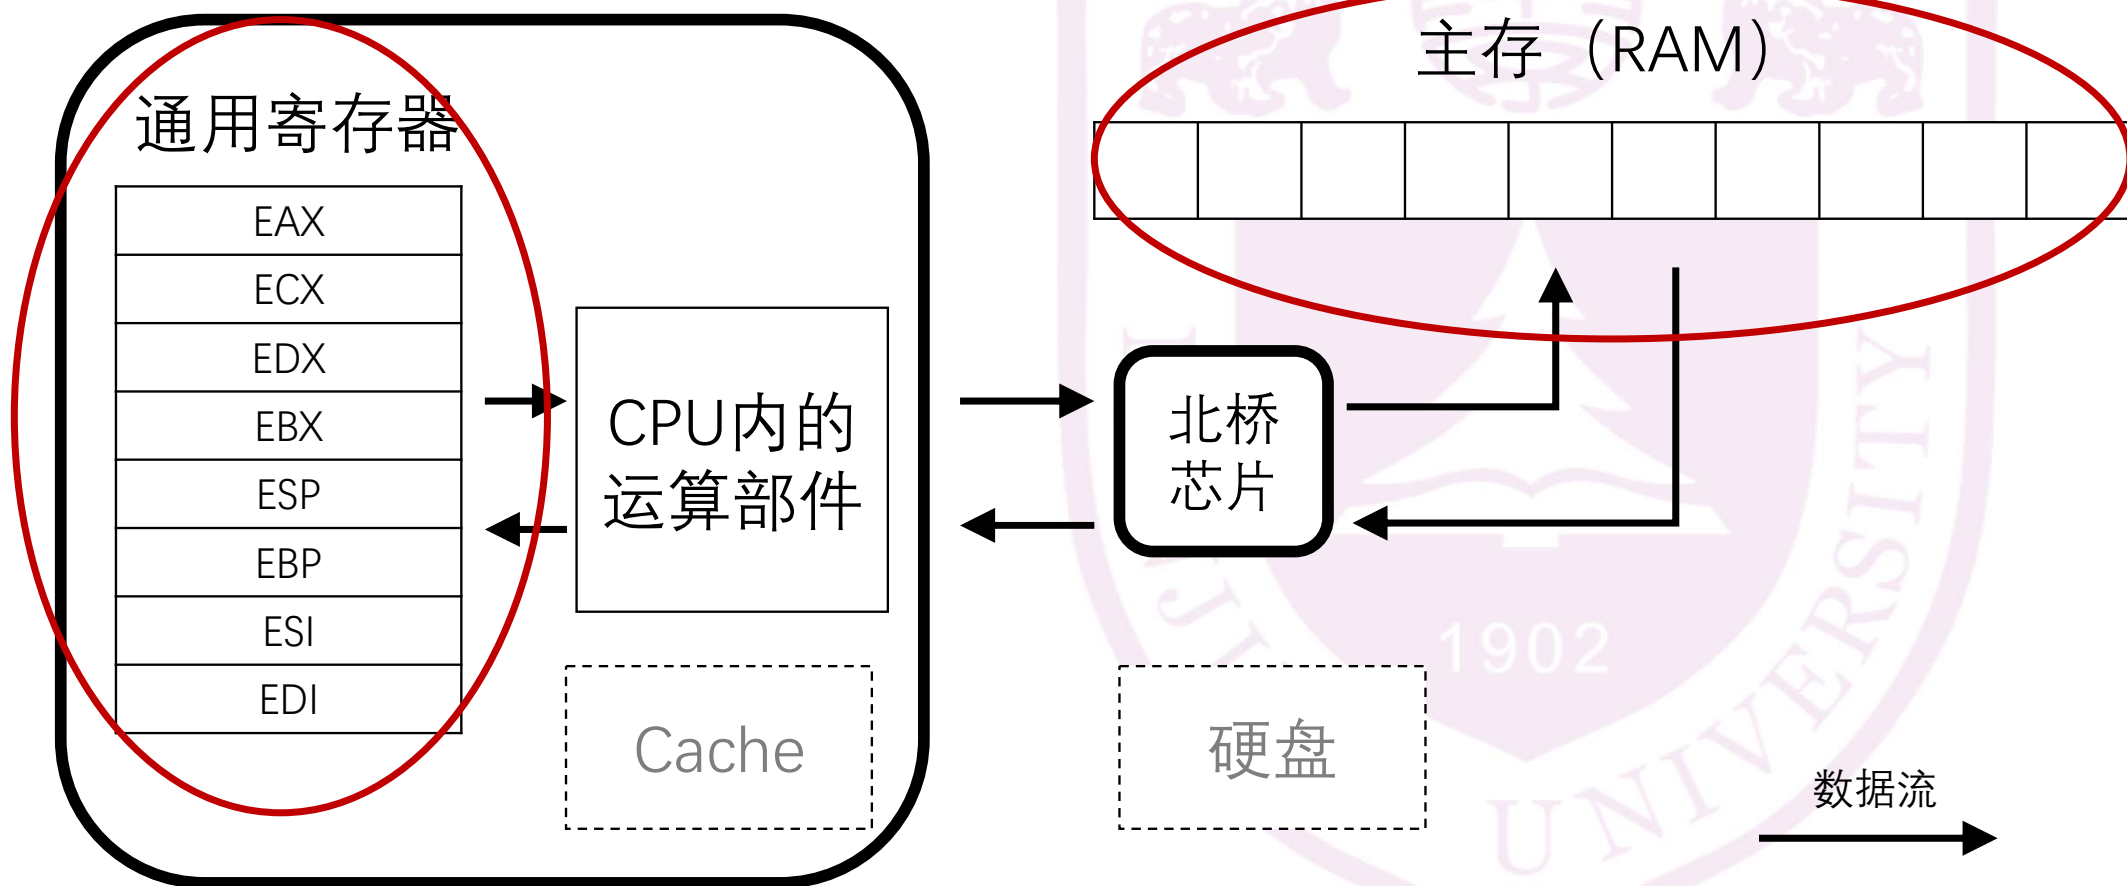 通用寄存器
EAX
ECX
EDX
EBX
ESP
EBP
ESI
EDI
CPU内的
运算部件
Cache
主存（RAM）
北桥
芯片
硬盘
数据流
1902
UNIVERSITY